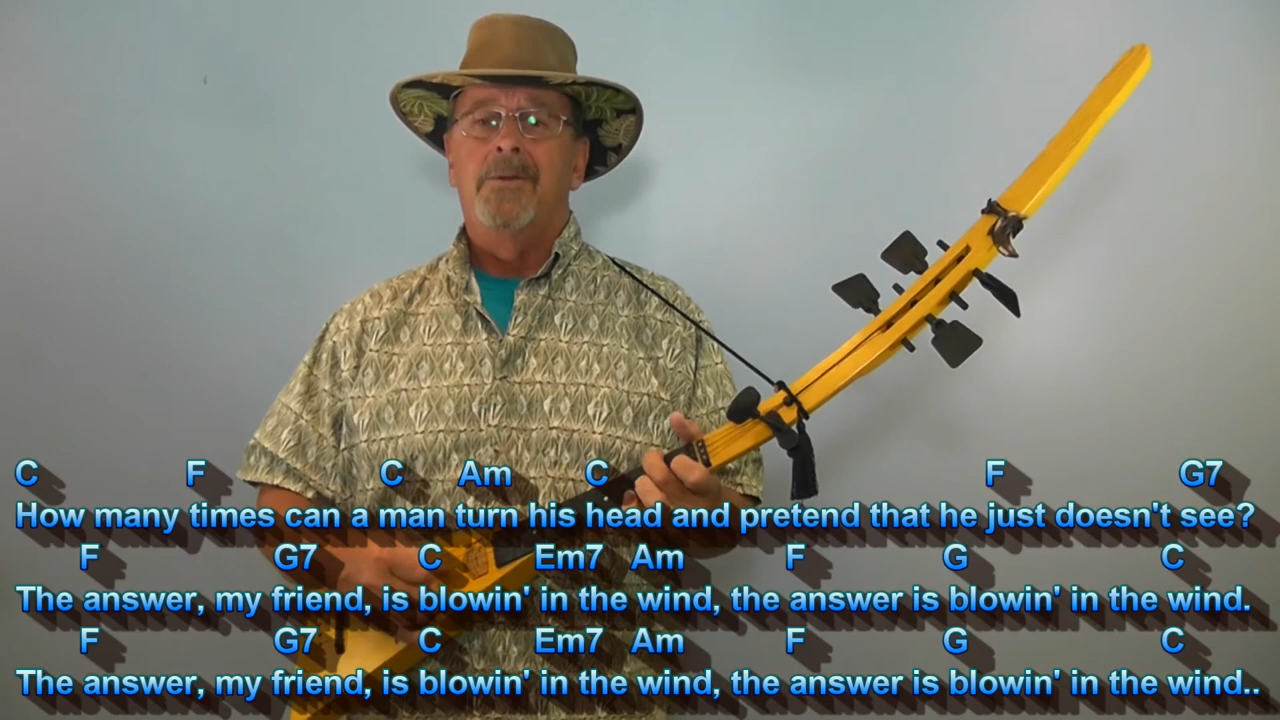 C F C Am C F G7
How many times can a man turn his head and pretend that he just doesn't see?
F G7 C Em7 Am F G C
The answer, my friend, is blowin' in the wind, the answer is blowin' in the wind.
F G7 C Em7 Am F G C
The answer, my friend, is blowin' in the wind, the answer is blowin' in the wind..